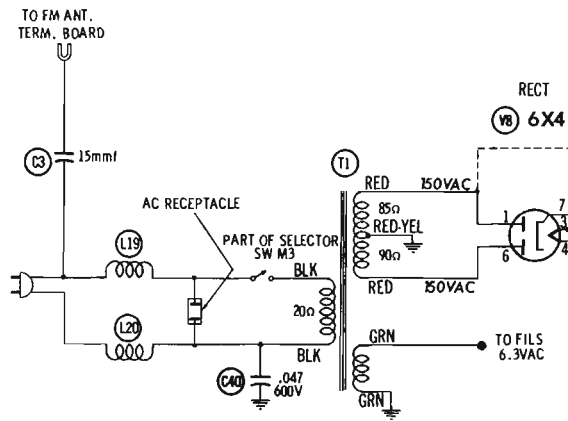 TO FM ANT.
TERM. BOARD
C3
15mmf
AC RECEPTACLE
L19
PART OF SELECTOR
SW M3
BLK
20Ω
BLK
L20
C40
.047
600V
T1
RED
150VAC
85Ω
RED-YEL
90Ω
RED
150VAC
GRN
GRN
TO FILS
6.3VAC
RECT
V8 6X4
1
6
7
3
4